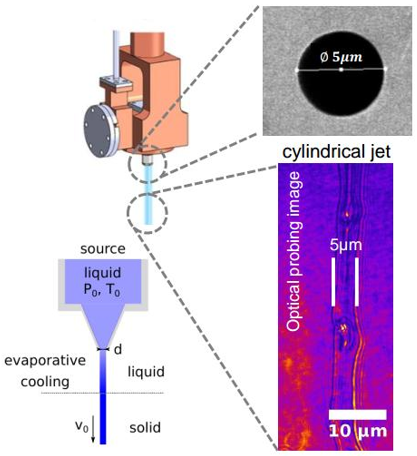 Ø 5μm
cylindrical jet
Optical probing image
5μm
10 μm
source
liquid
P₀, T₀
d
evaporative
cooling
liquid
v₀
solid